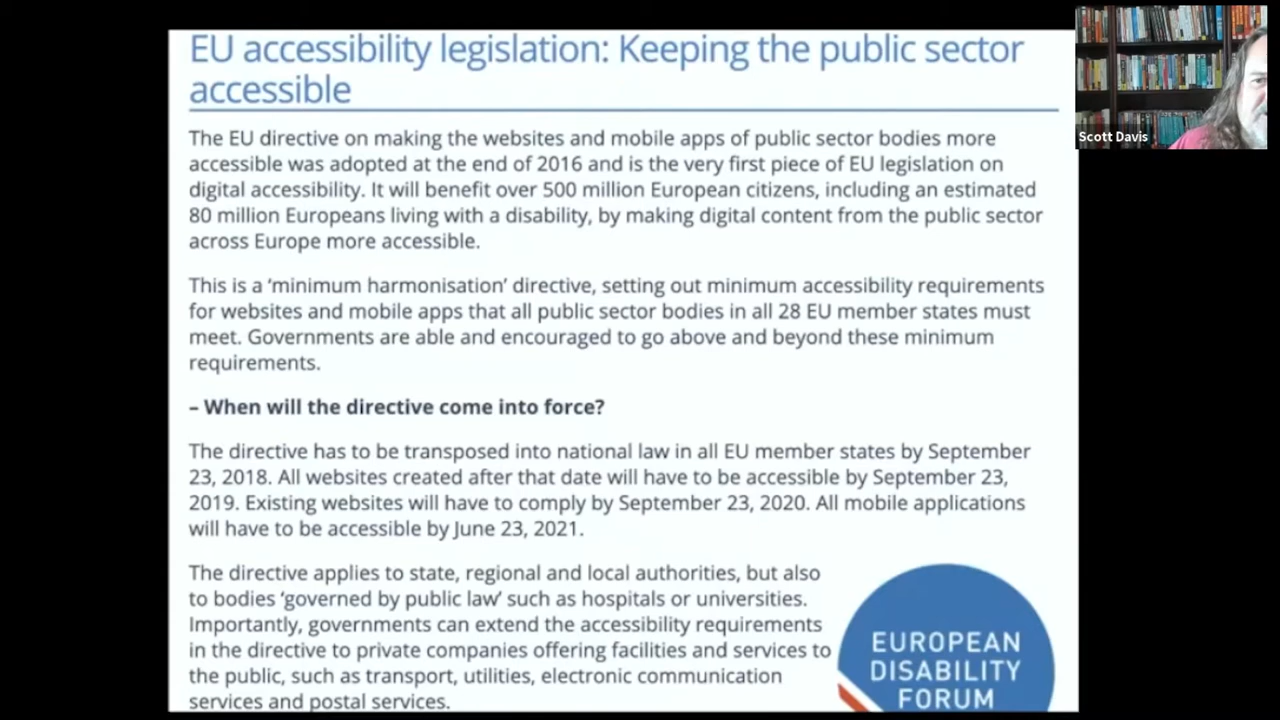 EU accessibility legislation: Keeping the public sector
accessible
The EU directive on making the websites and mobile apps of public sector bodies more
accessible was adopted at the end of 2016 and is the very first piece of EU legislation on
digital accessibility. It will benefit over 500 million European citizens, including an estimated
80 million Europeans living with a disability, by making digital content from the public sector
across Europe more accessible.
This is a ‘minimum harmonisation’ directive, setting out minimum accessibility requirements
for websites and mobile apps that all public sector bodies in all 28 EU member states must
meet. Governments are able and encouraged to go above and beyond these minimum
requirements.
– When will the directive come into force?
The directive has to be transposed into national law in all EU member states by September
23, 2018. All websites created after that date will have to be accessible by September 23,
2019. Existing websites will have to comply by September 23, 2020. All mobile applications
will have to be accessible by June 23, 2021.
The directive applies to state, regional and local authorities, but also
to bodies ‘governed by public law’ such as hospitals or universities.
Importantly, governments can extend the accessibility requirements
in the directive to private companies offering facilities and services to
the public, such as transport, utilities, electronic communication
services and postal services.
EUROPEAN
DISABILITY
FORUM
Scott Davis